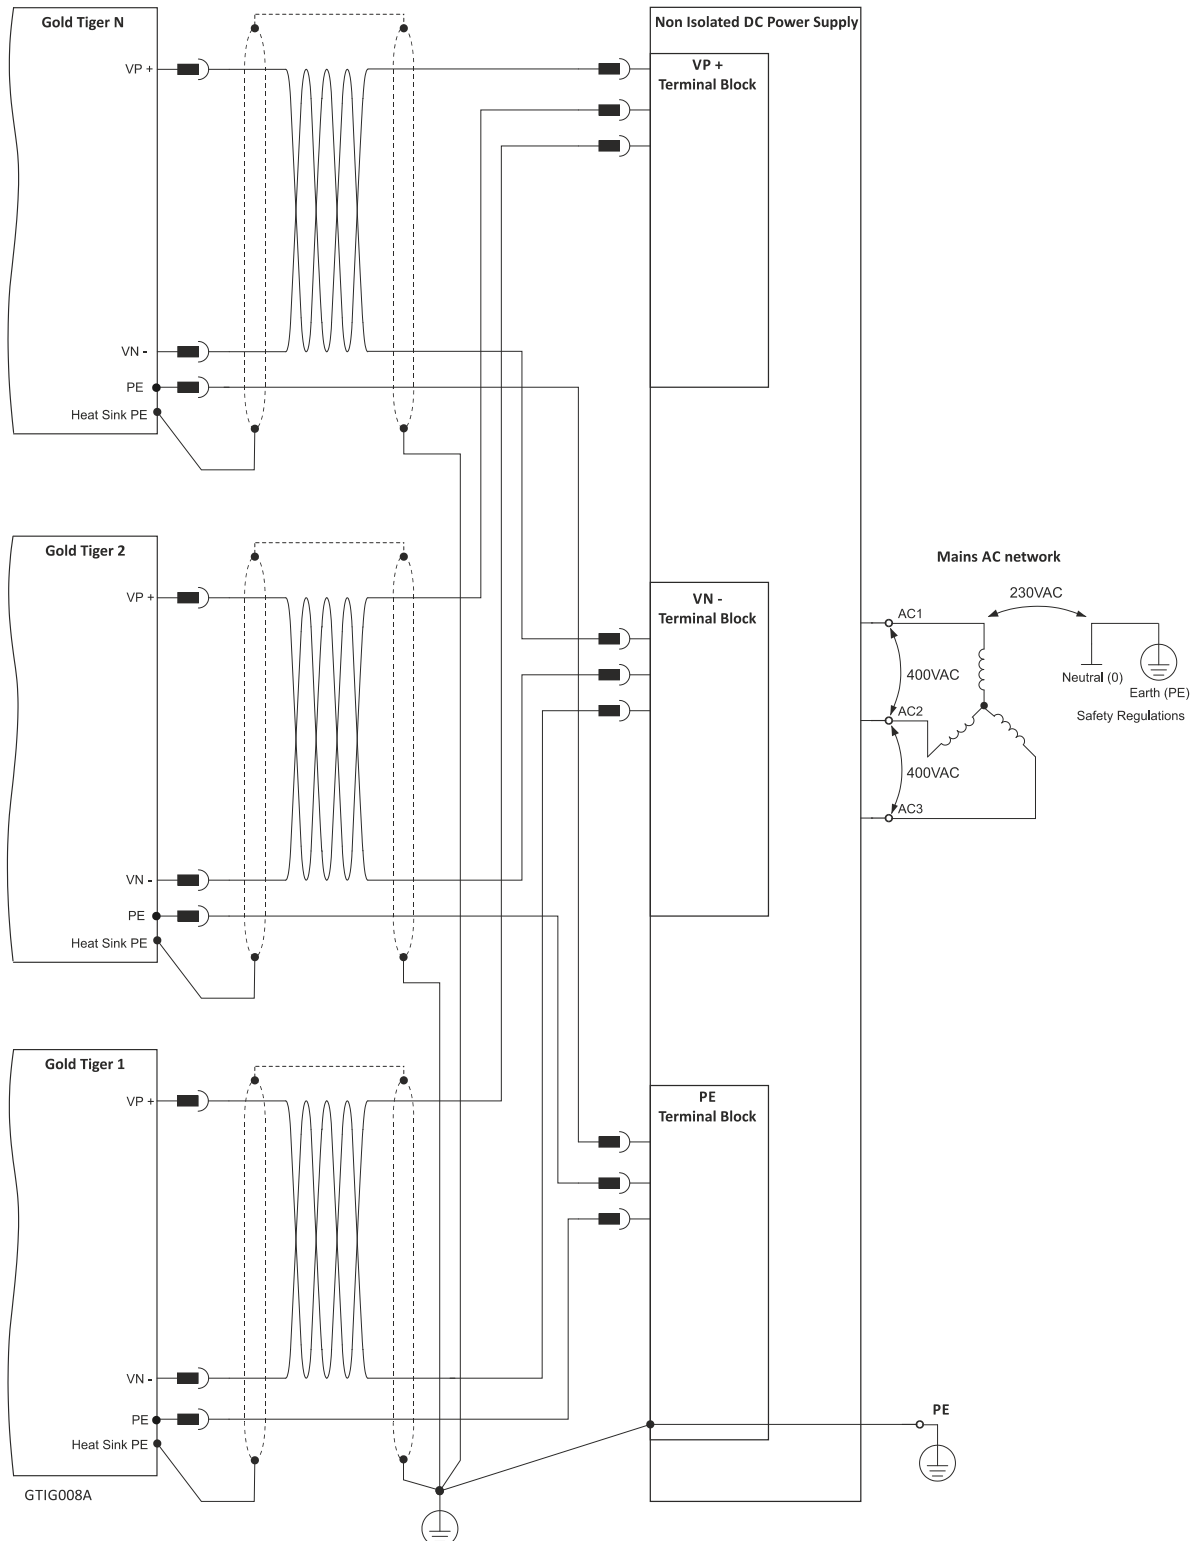 Gold Tiger N
VP +
VN -
PE
Heat Sink PE
Non Isolated DC Power Supply
VP +
Terminal Block
Gold Tiger 2
VP +
VN -
PE
Heat Sink PE
VN -
Terminal Block
Mains AC network
230VAC
AC1
400VAC
AC2
400VAC
AC3
Neutral (0)
Earth (PE)
Safety Regulations
Gold Tiger 1
VP +
VN -
PE
Heat Sink PE
PE
Terminal Block
PE
GTIG008A